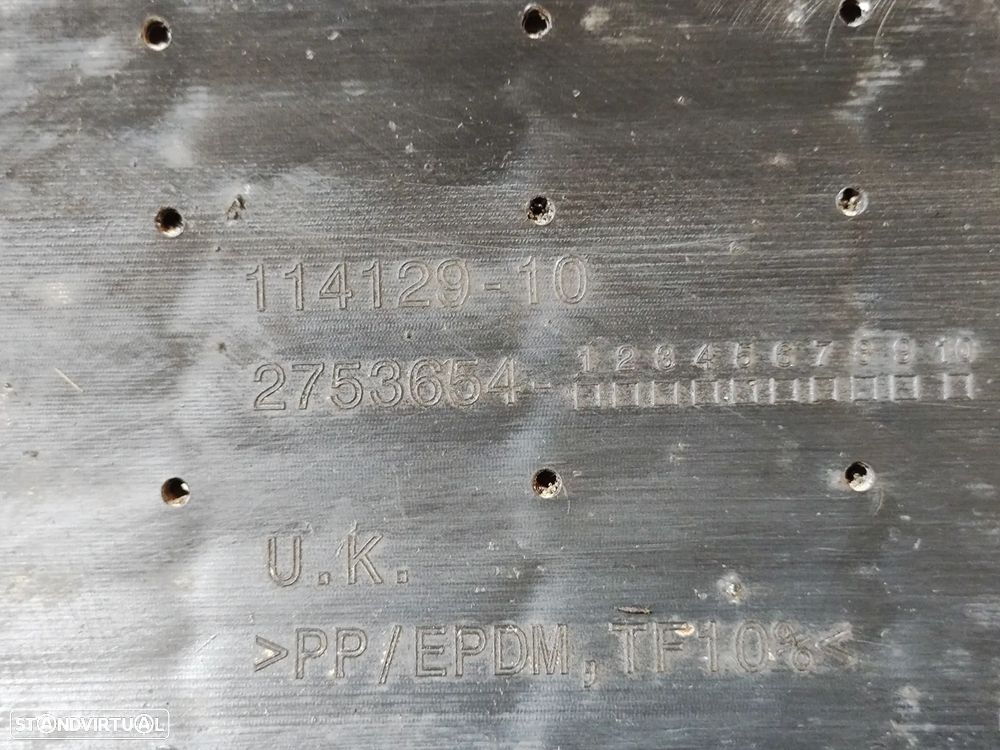 114129-10
1 2 3 4 5 6 7 8 9 10
2753654-
U.K.
>PP/EPDM,TF10%<
STANDVIRTUAL